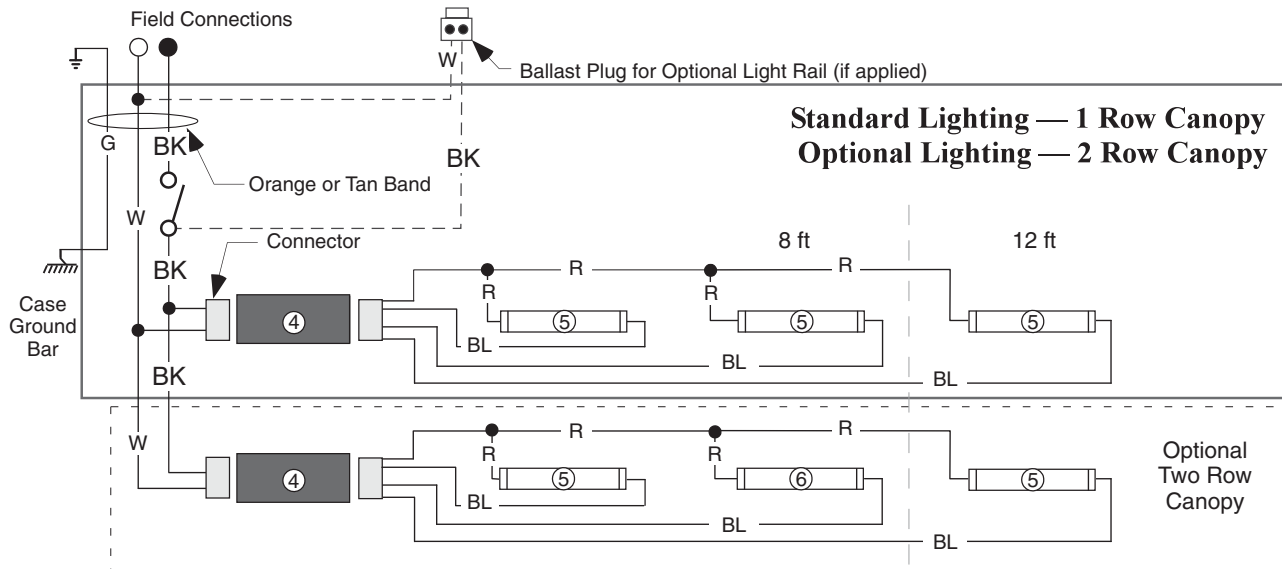 Field Connections
W
Ballast Plug for Optional Light Rail (if applied)
Standard Lighting — 1 Row Canopy
Optional Lighting — 2 Row Canopy
G
BK
BK
Orange or Tan Band
W
Connector
8 ft
12 ft
BK
R
R
R
R
Case
Ground
Bar
4
5
5
5
BL
BL
BL
BK
W
R
R
R
R
Optional
Two Row
Canopy
4
5
6
5
BL
BL
BL